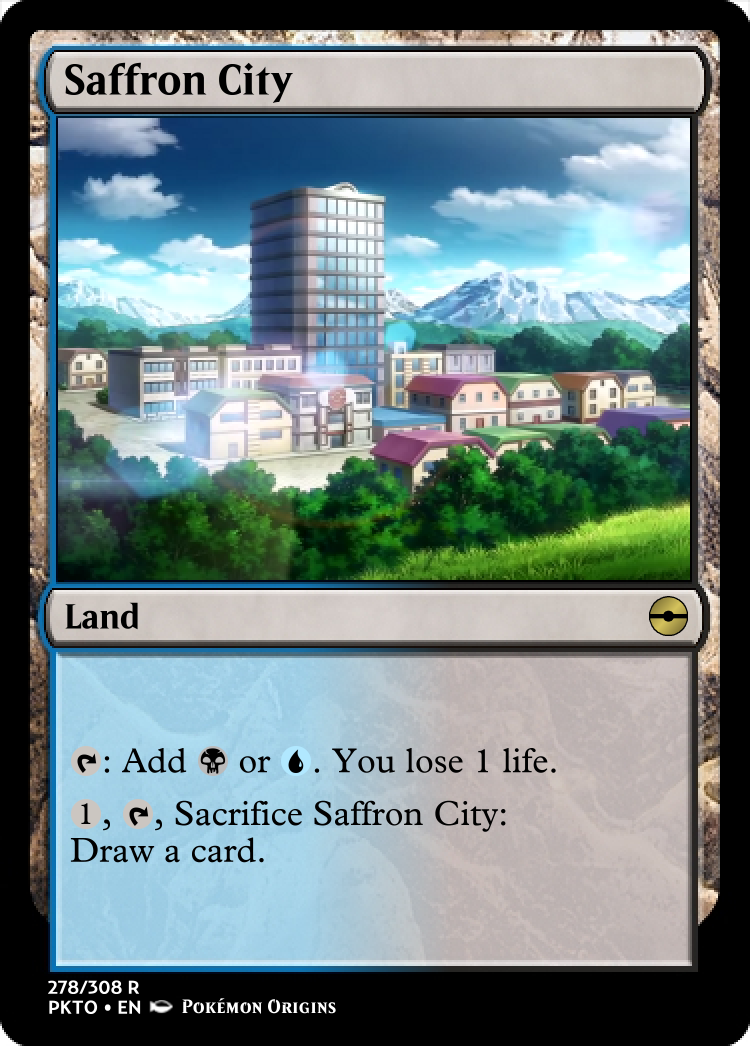 Saffron City
Land
: Add or . You lose 1 life.
1, , Sacrifice Saffron City:
Draw a card.
278/308 R
PKTO • EN Pokémon Origins